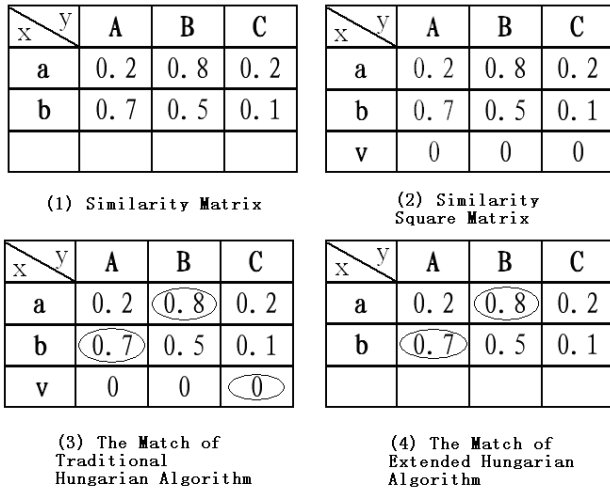 x y A B C
a 0.2 0.8 0.2
b 0.7 0.5 0.1
(1) Similarity Matrix
x y A B C
a 0.2 0.8 0.2
b 0.7 0.5 0.1
v 0 0 0
(2) Similarity
Square Matrix
x y A B C
a 0.2 0.8 0.2
b 0.7 0.5 0.1
v 0 0 0
(3) The Match of
Traditional
Hungarian Algorithm
x y A B C
a 0.2 0.8 0.2
b 0.7 0.5 0.1
(4) The Match of
Extended Hungarian
Algorithm